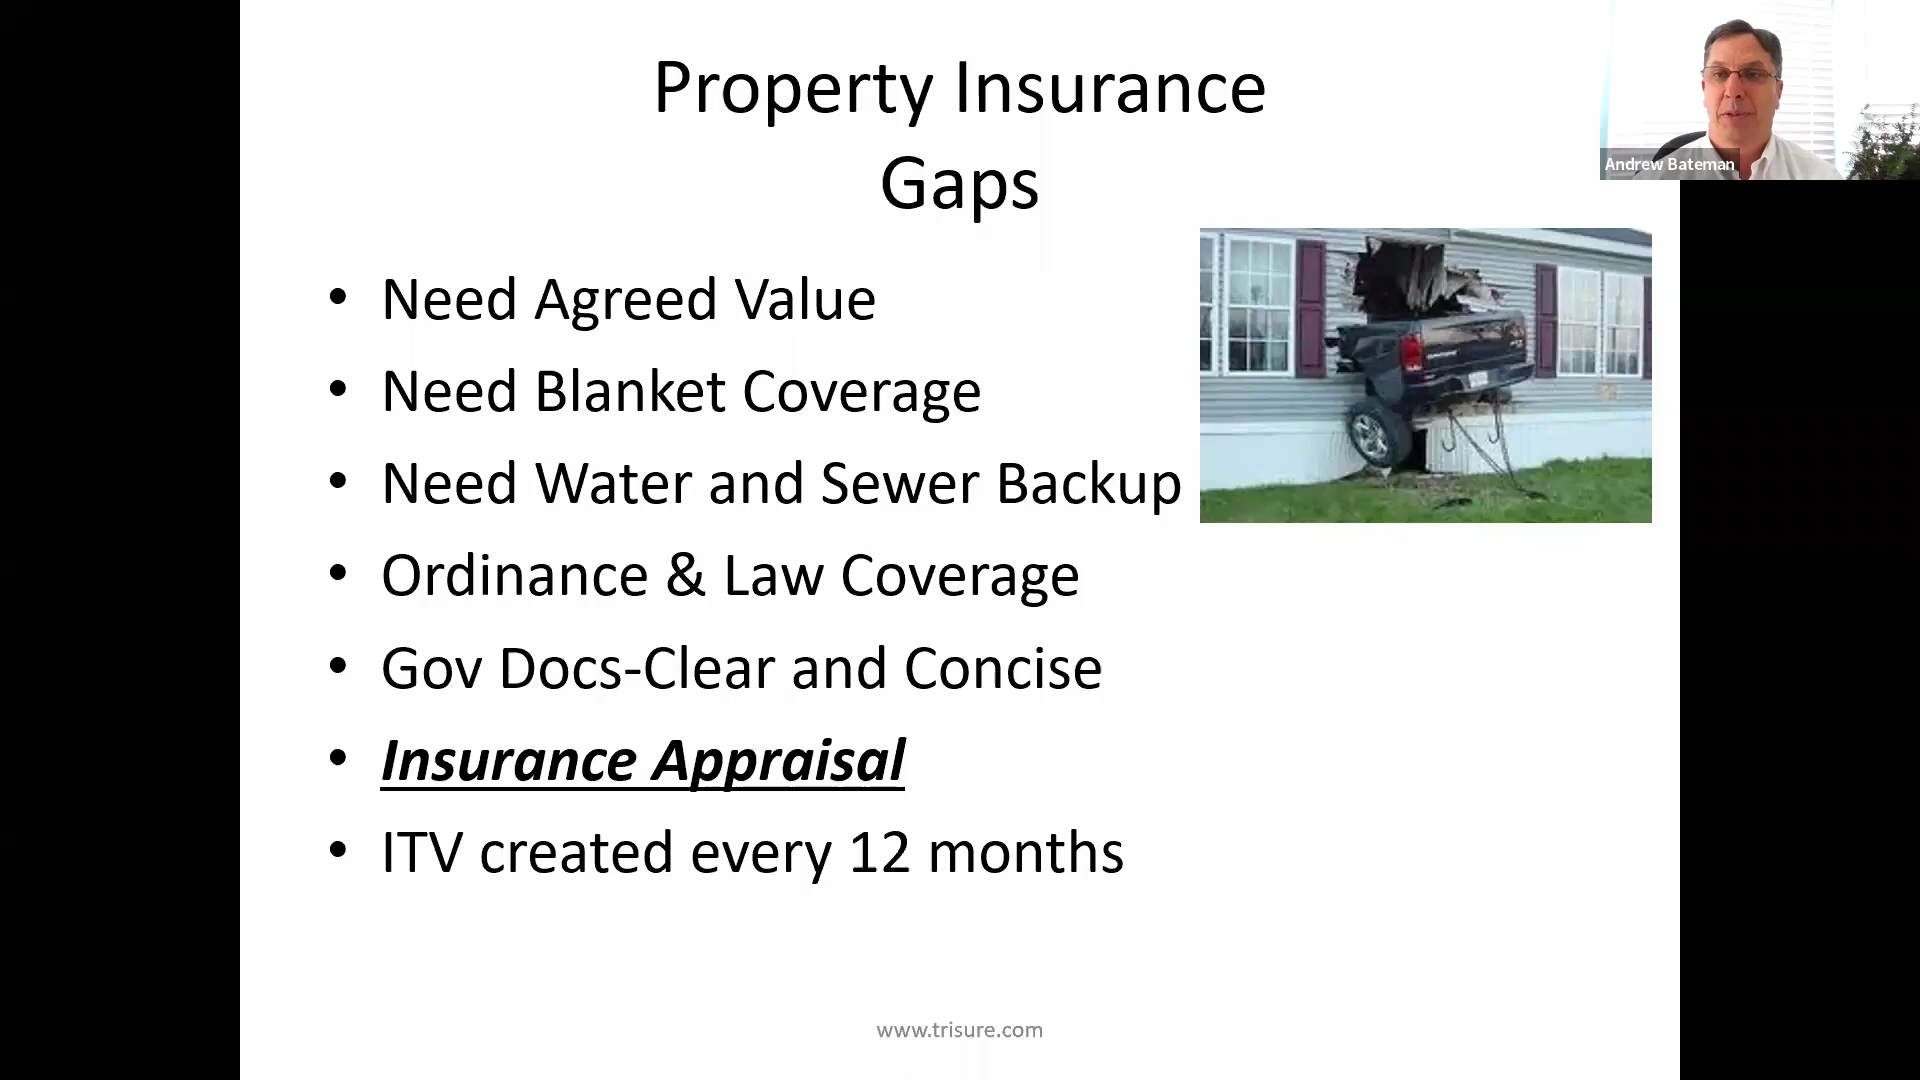 Property Insurance
Gaps
Andrew Bateman
• Need Agreed Value
• Need Blanket Coverage
• Need Water and Sewer Backup
• Ordinance & Law Coverage
• Gov Docs-Clear and Concise
• Insurance Appraisal
• ITV created every 12 months
www.trisure.com